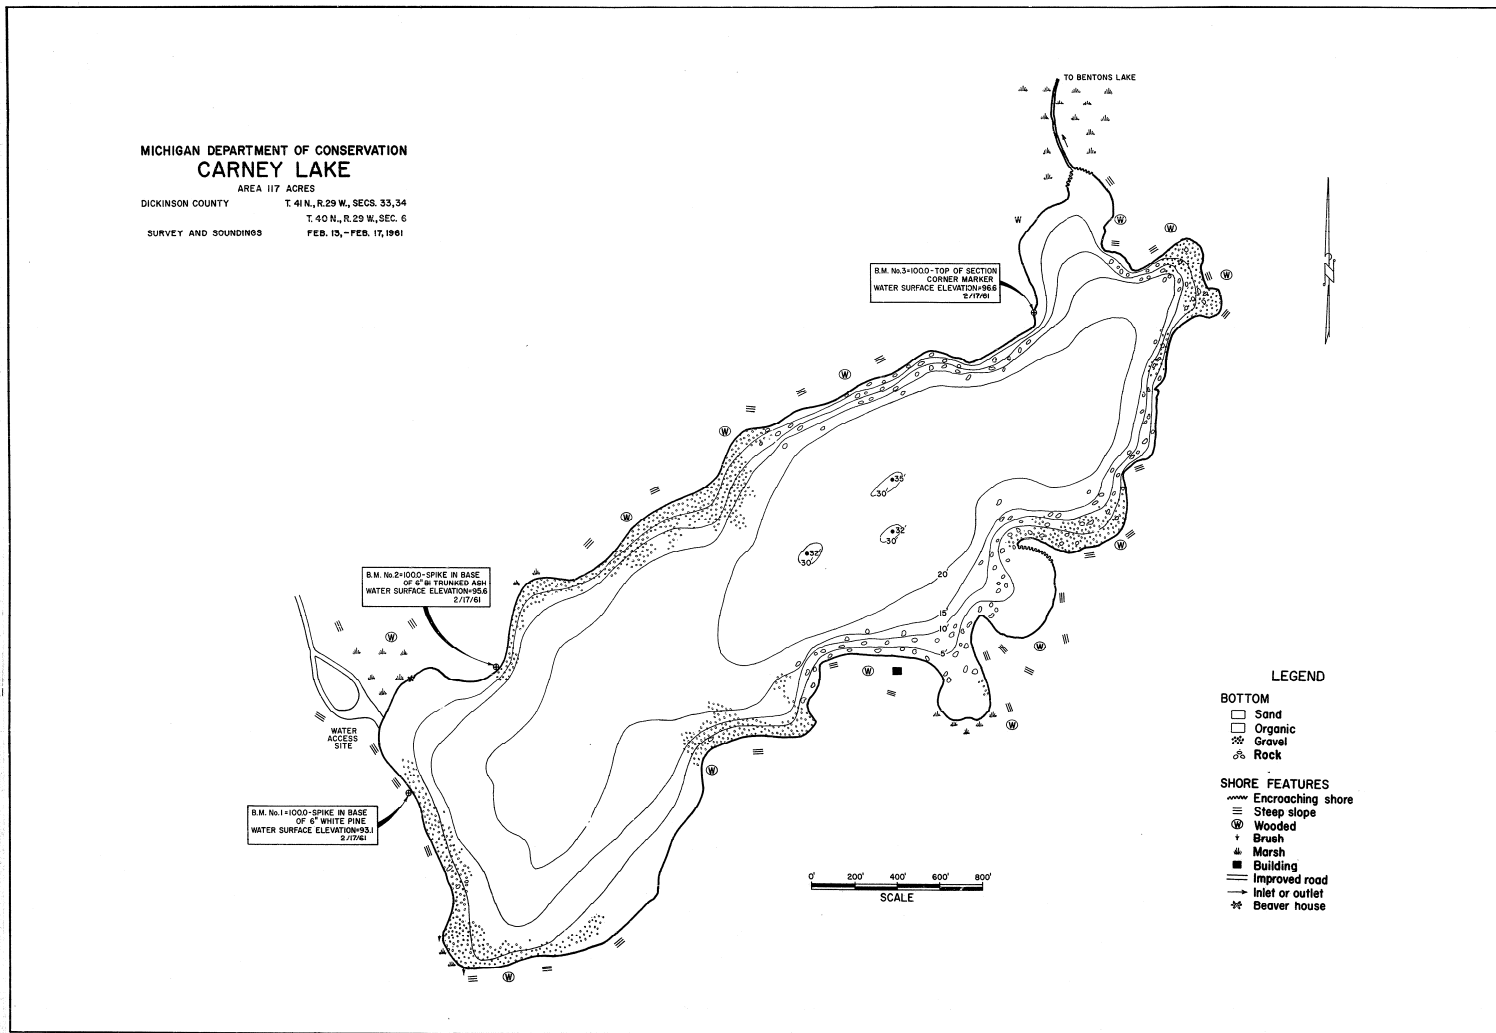 MICHIGAN DEPARTMENT OF CONSERVATION
CARNEY LAKE
AREA 117 ACRES
DICKINSON COUNTY T. 41 N., R. 29 W., SECS. 33, 34
T. 40 N., R. 29 W., SEC. 6
SURVEY AND SOUNDINGS FEB. 13, – FEB. 17, 1961
TO BENTONS LAKE
W
W
W
W
N
B.M. No. 3=100.0-TOP OF SECTION
CORNER MARKER
WATER SURFACE ELEVATION=96.6
2/17/61
W
W
W
35'
30'
32'
30'
32'
30'
W
20
15'
10'
5'
B.M. No. 2=100.0-SPIKE IN BASE
OF 6" BI TRUNKED ASH
WATER SURFACE ELEVATION=95.6
2/17/61
W
W
W
W
W
WATER
ACCESS
SITE
B.M. No. 1=100.0-SPIKE IN BASE
OF 6" WHITE PINE
WATER SURFACE ELEVATION=93.1
2/17/61
W
0' 200' 400' 600' 800'
SCALE
LEGEND
BOTTOM
Sand
Organic
Gravel
Rock
SHORE FEATURES
Encroaching shore
Steep slope
W Wooded
Brush
Marsh
Building
Improved road
Inlet or outlet
Beaver house